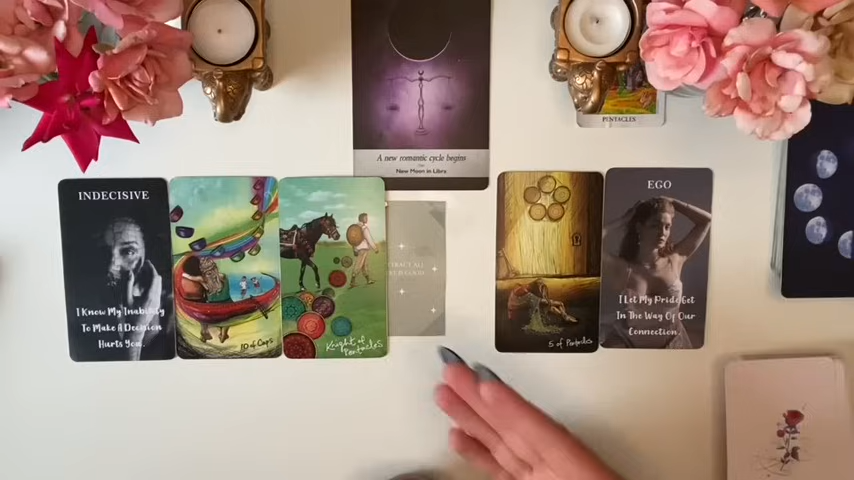 A new romantic cycle begins
New Moon in Libra
PENTACLES
INDECISIVE
I Know My Inability
To Make A Decision
Hurts You.
10 of Cups
Knight of
Pentacles
5 of Pentacles
EGO
I Let My Pride Get
In The Way Of Our
Connection.